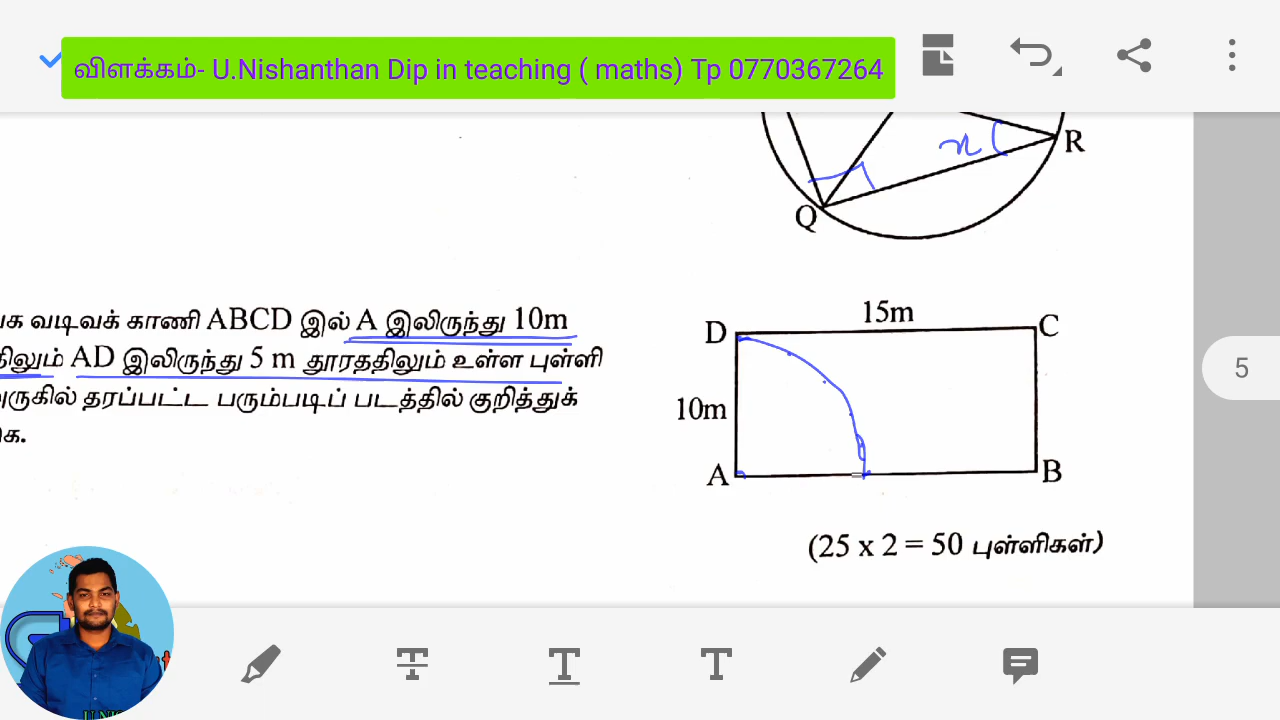 விளக்கம்- U.Nishanthan Dip in teaching ( maths) Tp 0770367264
R
x
Q
5
வடிவக் காணி ABCD இல் A இலிருந்து 10m
AD இலிருந்து 5 m தூரத்திலும் உள்ள புள்ளி
தரப்பட்ட பரும்படிப் படத்தில் குறித்துக்
D
15m
C
10m
A
B
(25 x 2 = 50 புள்ளிகள்)